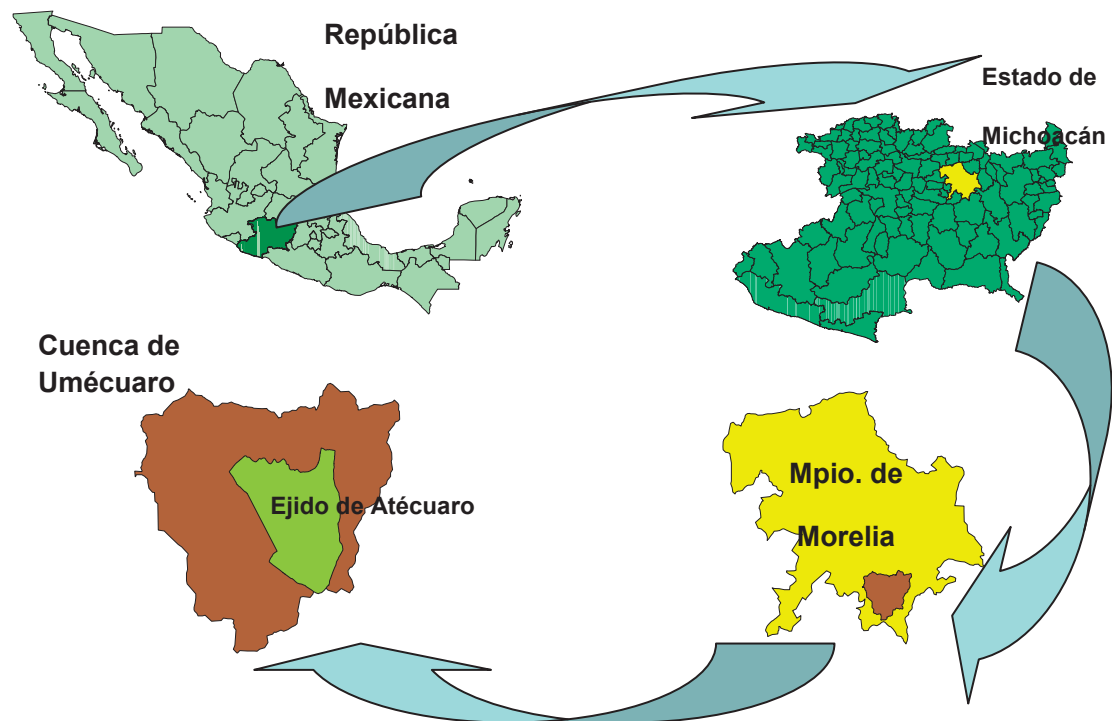 República
Mexicana
Estado de
Michoacán
Cuenca de
Umécuaro
Ejido de Atécuaro
Mpio. de
Morelia